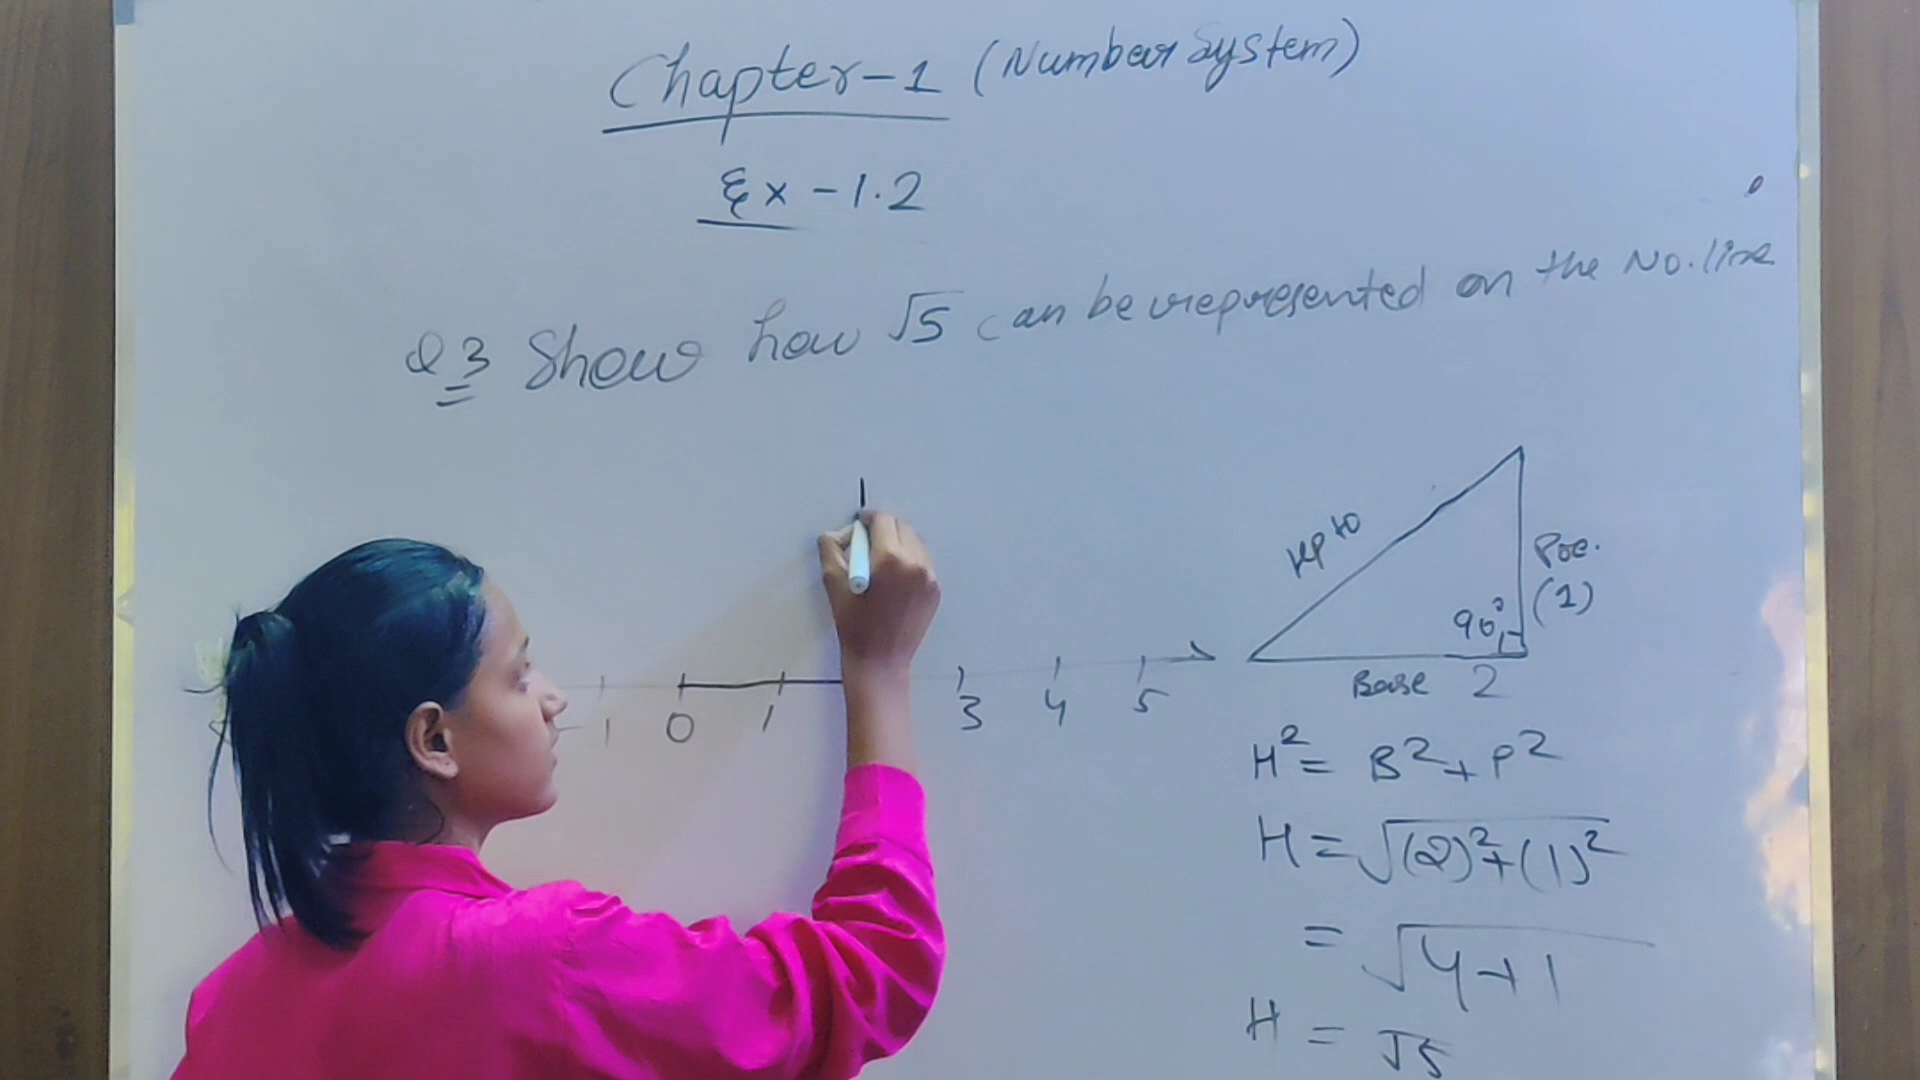 Chapter-1 (Number System)
Ex - 1.2
Q3 Show how √5 can be represented on the No. line
1 0 1 3 4 5
Hypto
Poe.
(1)
90°
Base 2
H² = B² + P²
H = √(2)² + (1)²
= √4+1
H = √5